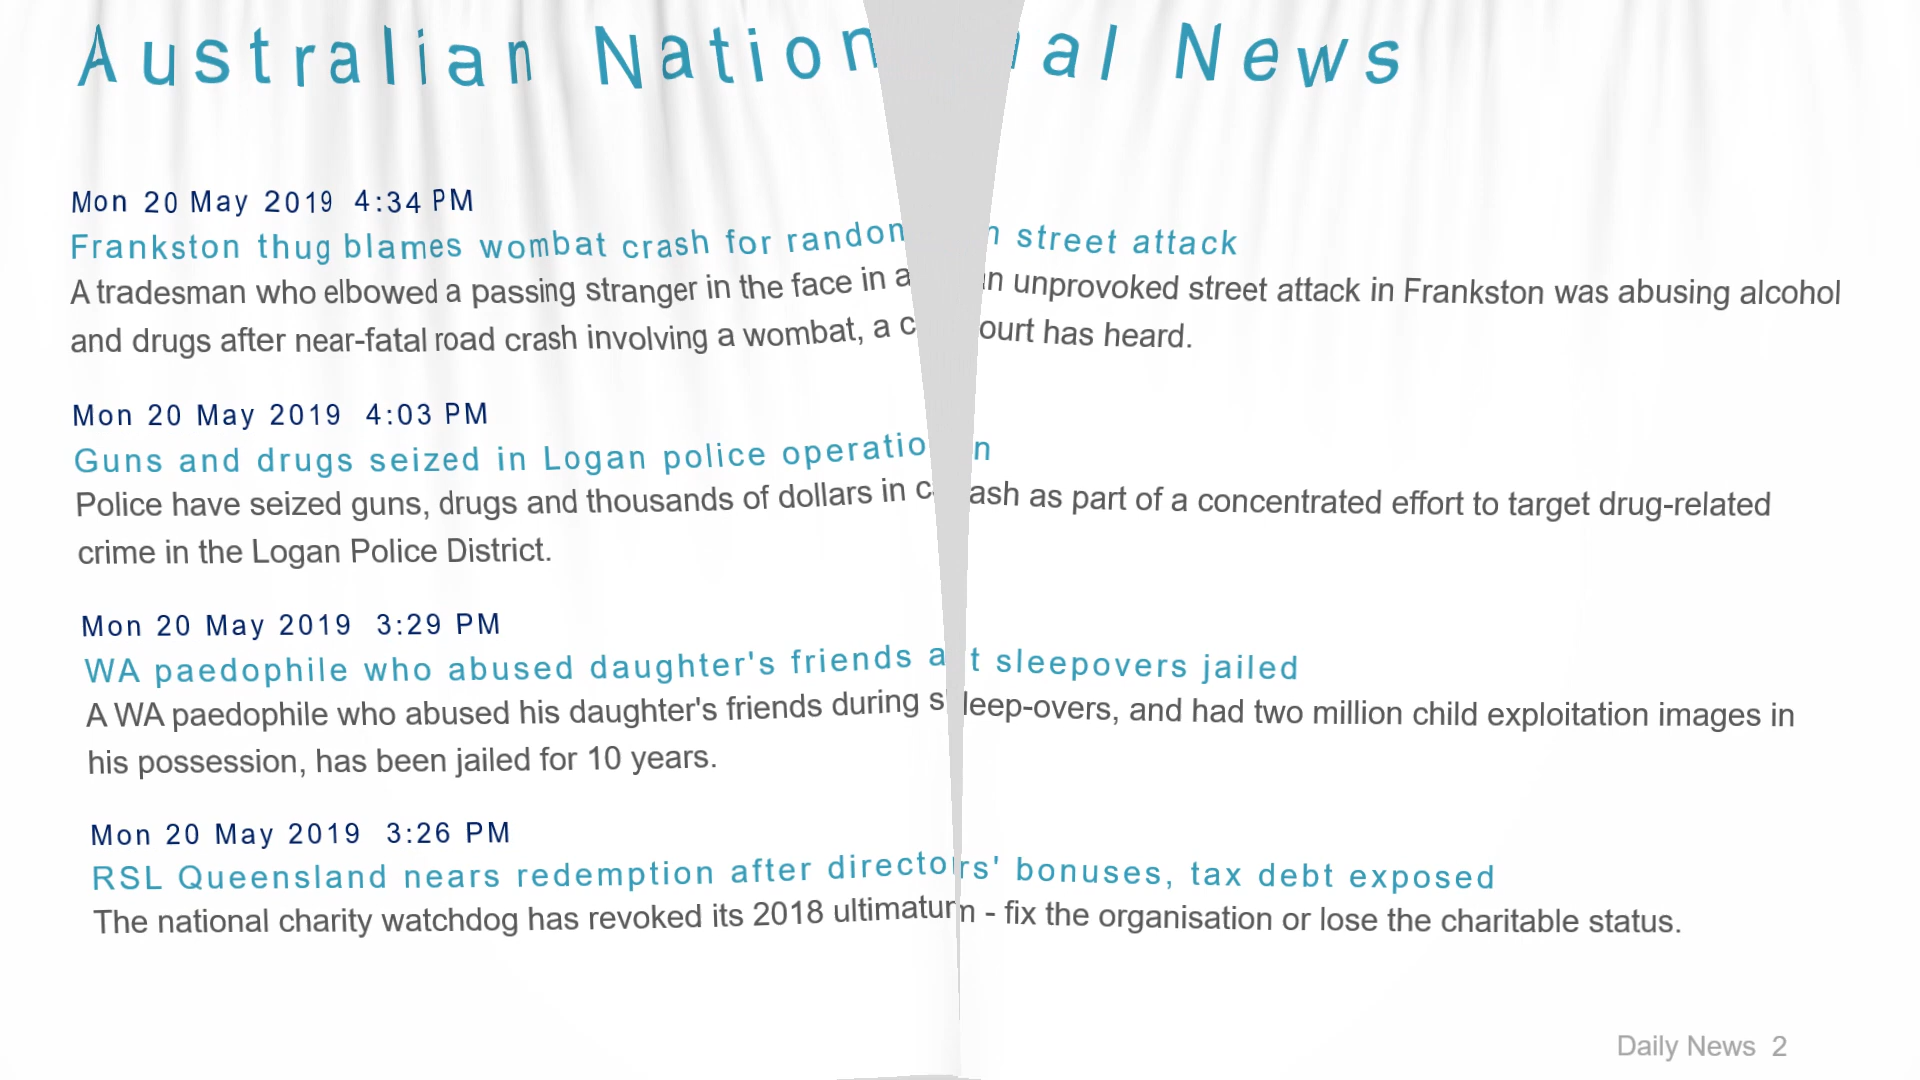 Australian National News
Mon 20 May 2019 4:34 PM
Frankston thug blames wombat crash for random street attack
A tradesman who elbowed a passing stranger in the face in an unprovoked street attack in Frankston was abusing alcohol
and drugs after near-fatal road crash involving a wombat, a court has heard.
Mon 20 May 2019 4:03 PM
Guns and drugs seized in Logan police operation
Police have seized guns, drugs and thousands of dollars in cash as part of a concentrated effort to target drug-related
crime in the Logan Police District.
Mon 20 May 2019 3:29 PM
WA paedophile who abused daughter's friends at sleepovers jailed
A WA paedophile who abused his daughter's friends during sleep-overs, and had two million child exploitation images in
his possession, has been jailed for 10 years.
Mon 20 May 2019 3:26 PM
RSL Queensland nears redemption after directors' bonuses, tax debt exposed
The national charity watchdog has revoked its 2018 ultimatum - fix the organisation or lose the charitable status.
Daily News 2